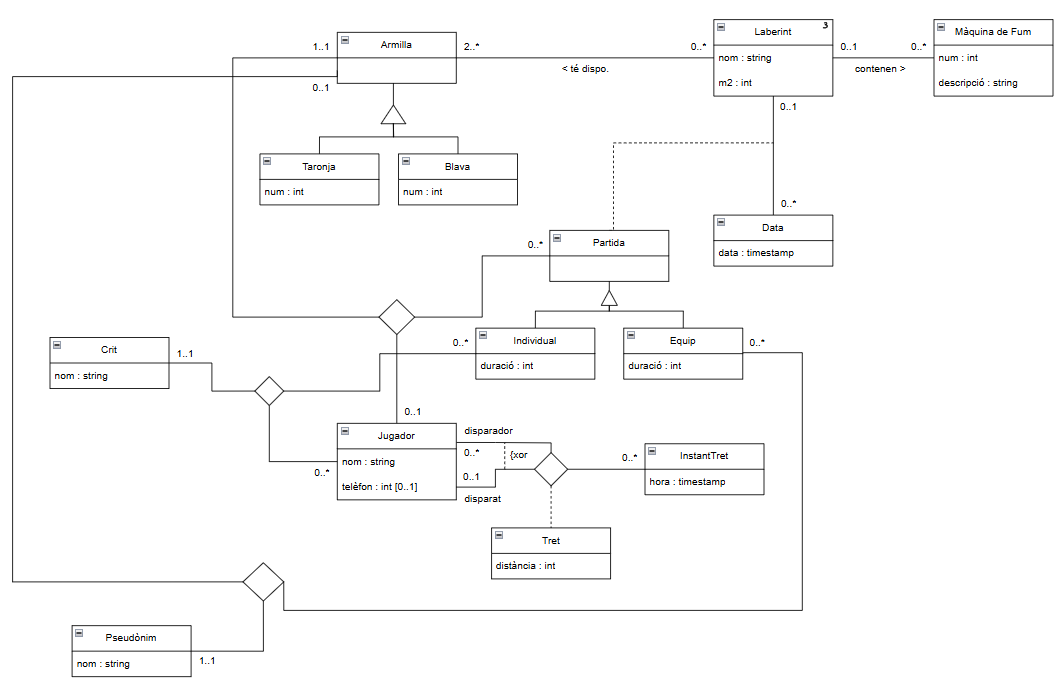 Armilla
1..1
2..*
0..1
< té dispo.
0..*
Laberint
3
nom : string
m2 : int
0..1
0..*
contenen >
Màquina de Fum
num : int
descripció : string
0..1
Taronja
num : int
Blava
num : int
0..*
Data
data : timestamp
0..*
Partida
Individual
duració : int
0..*
Equip
duració : int
0..*
Crit
nom : string
1..1
0..1
Jugador
nom : string
telèfon : int [0..1]
0..*
disparador
0..*
{xor
0..1
disparat
0..*
InstantTret
hora : timestamp
Tret
distància : int
Pseudònim
nom : string
1..1